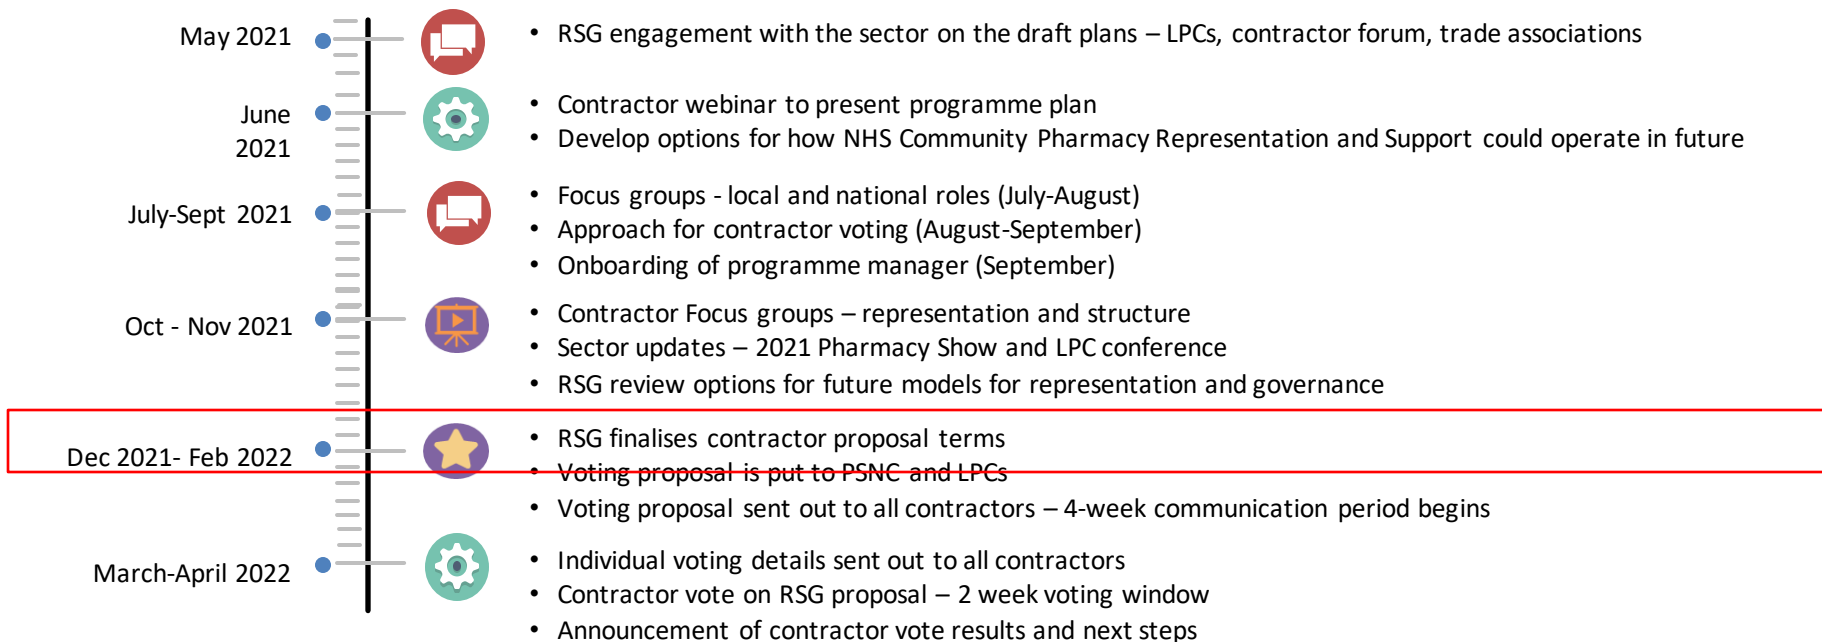 May 2021
• RSG engagement with the sector on the draft plans – LPCs, contractor forum, trade associations
June
2021
• Contractor webinar to present programme plan
• Develop options for how NHS Community Pharmacy Representation and Support could operate in future
July-Sept 2021
• Focus groups - local and national roles (July-August)
• Approach for contractor voting (August-September)
• Onboarding of programme manager (September)
Oct - Nov 2021
• Contractor Focus groups – representation and structure
• Sector updates – 2021 Pharmacy Show and LPC conference
• RSG review options for future models for representation and governance
Dec 2021- Feb 2022
• RSG finalises contractor proposal terms
• Voting proposal is put to PSNC and LPCs
• Voting proposal sent out to all contractors – 4-week communication period begins
March-April 2022
• Individual voting details sent out to all contractors
• Contractor vote on RSG proposal – 2 week voting window
• Announcement of contractor vote results and next steps